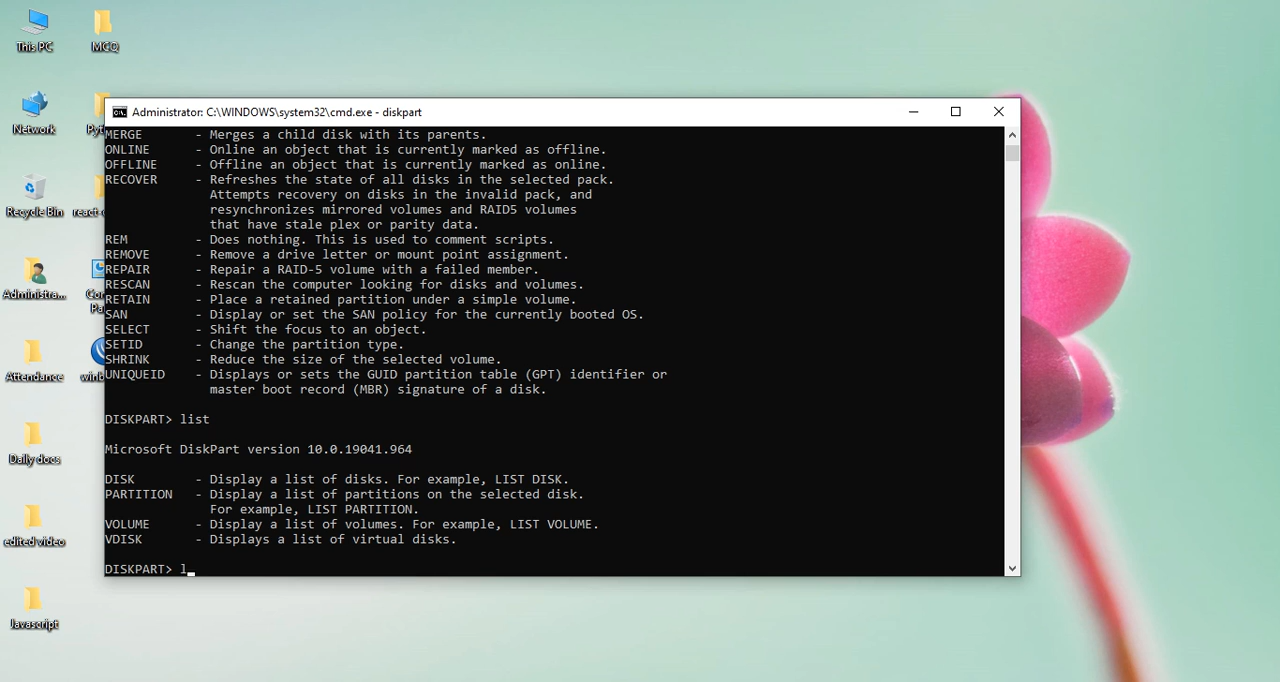 This PC
MCQ
Network
Recycle Bin
Administra...
Attendance
Daily docs
edited video
Javascript
Administrator: C:\WINDOWS\system32\cmd.exe - diskpart
MERGE - Merges a child disk with its parents.
ONLINE - Online an object that is currently marked as offline.
OFFLINE - Offline an object that is currently marked as online.
RECOVER - Refreshes the state of all disks in the selected pack.
Attempts recovery on disks in the invalid pack, and
resynchronizes mirrored volumes and RAID5 volumes
that have stale plex or parity data.
REM - Does nothing. This is used to comment scripts.
REMOVE - Remove a drive letter or mount point assignment.
REPAIR - Repair a RAID-5 volume with a failed member.
RESCAN - Rescan the computer looking for disks and volumes.
RETAIN - Place a retained partition under a simple volume.
SAN - Display or set the SAN policy for the currently booted OS.
SELECT - Shift the focus to an object.
SETID - Change the partition type.
SHRINK - Reduce the size of the selected volume.
UNIQUEID - Displays or sets the GUID partition table (GPT) identifier or
master boot record (MBR) signature of a disk.
DISKPART> list
Microsoft DiskPart version 10.0.19041.964
DISK - Display a list of disks. For example, LIST DISK.
PARTITION - Display a list of partitions on the selected disk.
For example, LIST PARTITION.
VOLUME - Display a list of volumes. For example, LIST VOLUME.
VDISK - Displays a list of virtual disks.
DISKPART> l